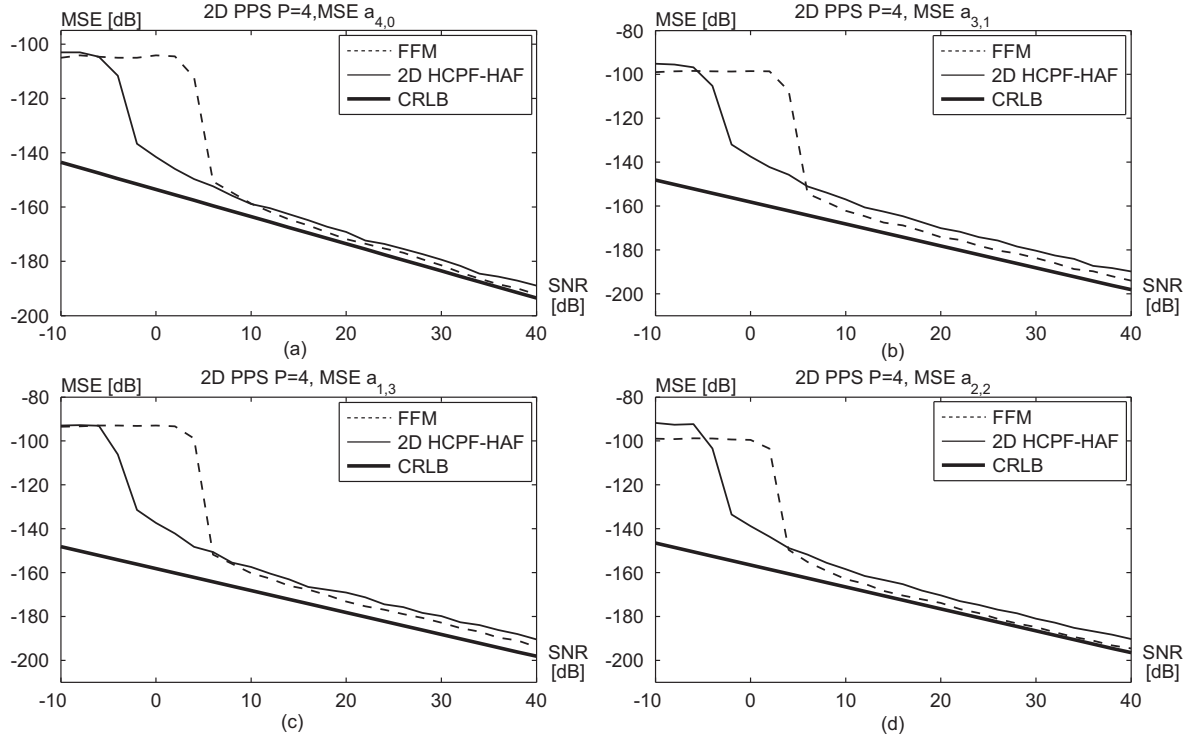 2D PPS P=4,MSE a4,0
MSE [dB]
FFM
2D HCPF-HAF
CRLB
-100
-120
-140
-160
-180
-200
SNR
[dB]
-10 0 10 20 30 40
(a)
2D PPS P=4, MSE a3,1
MSE [dB]
FFM
2D HCPF-HAF
CRLB
-80
-100
-120
-140
-160
-180
-200
SNR
[dB]
-10 0 10 20 30 40
(b)
2D PPS P=4, MSE a1,3
MSE [dB]
FFM
2D HCPF-HAF
CRLB
-80
-100
-120
-140
-160
-180
-200
SNR
[dB]
-10 0 10 20 30 40
(c)
2D PPS P=4, MSE a2,2
MSE [dB]
FFM
2D HCPF-HAF
CRLB
-80
-100
-120
-140
-160
-180
-200
SNR
[dB]
-10 0 10 20 30 40
(d)